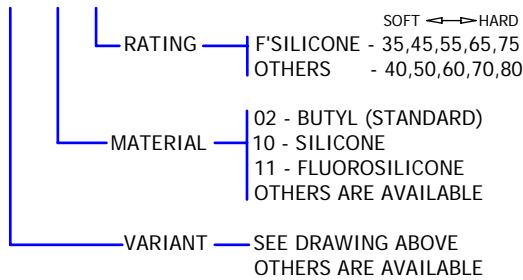 SOFT HARD
RATING F'SILICONE - 35,45,55,65,75
OTHERS - 40,50,60,70,80
02 - BUTYL (STANDARD)
MATERIAL 10 - SILICONE
11 - FLUOROSILICONE
OTHERS ARE AVAILABLE
VARIANT SEE DRAWING ABOVE
OTHERS ARE AVAILABLE